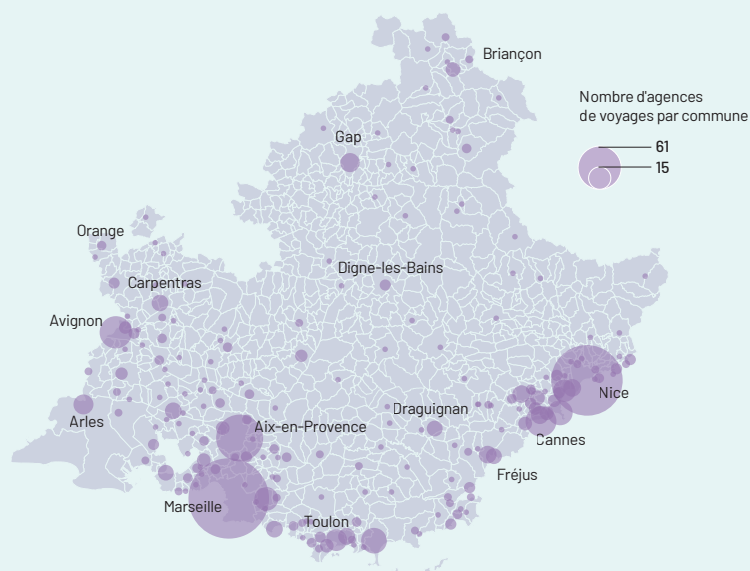 Briançon
Nombre d'agences
de voyages par commune
61
15
Gap
Orange
Carpentras
Digne-les-Bains
Avignon
Arles
Aix-en-Provence
Draguignan
Nice
Cannes
Fréjus
Marseille
Toulon